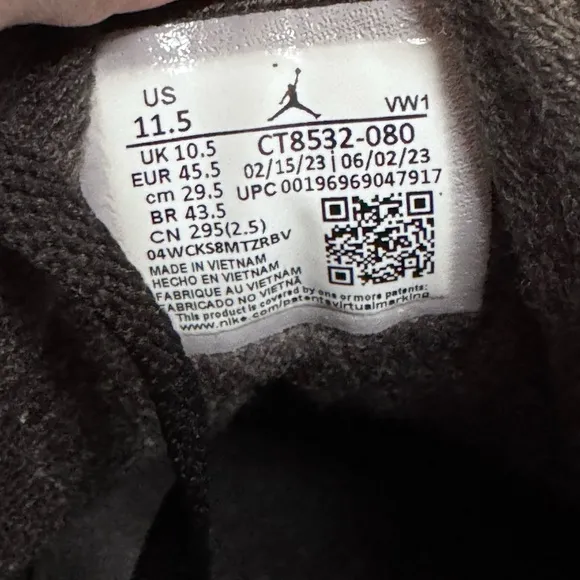 US
11.5
VW1
UK 10.5
CT8532-080
EUR 45.5
02/15/23 | 06/02/23
cm 29.5
UPC 00196969047917
BR 43.5
CN 295(2.5)
04WCKS8MTZRBV
MADE IN VIETNAM
HECHO EN VIETNAM
FABRIQUE AU VIETNAM
FABRICADO NO VIETNÃ
This product is covered by one or more patents:
www.nike.com/patentvirtualmarking